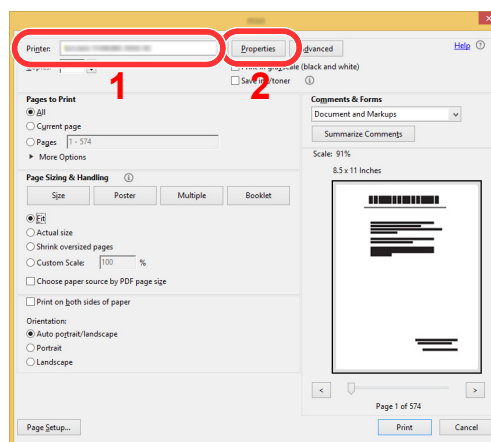 Printer:
Properties
Advanced
Help
1
2
(black and white)
Save ink/toner
Pages to Print
All
Current page
Pages 1 - 574
More Options
Page Sizing & Handling
Size Poster Multiple Booklet
Fit
Actual size
Shrink oversized pages
Custom Scale: 100 %
Choose paper source by PDF page size
Print on both sides of paper
Orientation:
Auto portrait/landscape
Portrait
Landscape
Comments & Forms
Document and Markups
Summarize Comments
Scale: 91%
8.5 x 11 Inches
< >
Page 1 of 574
Page Setup...
Print
Cancel